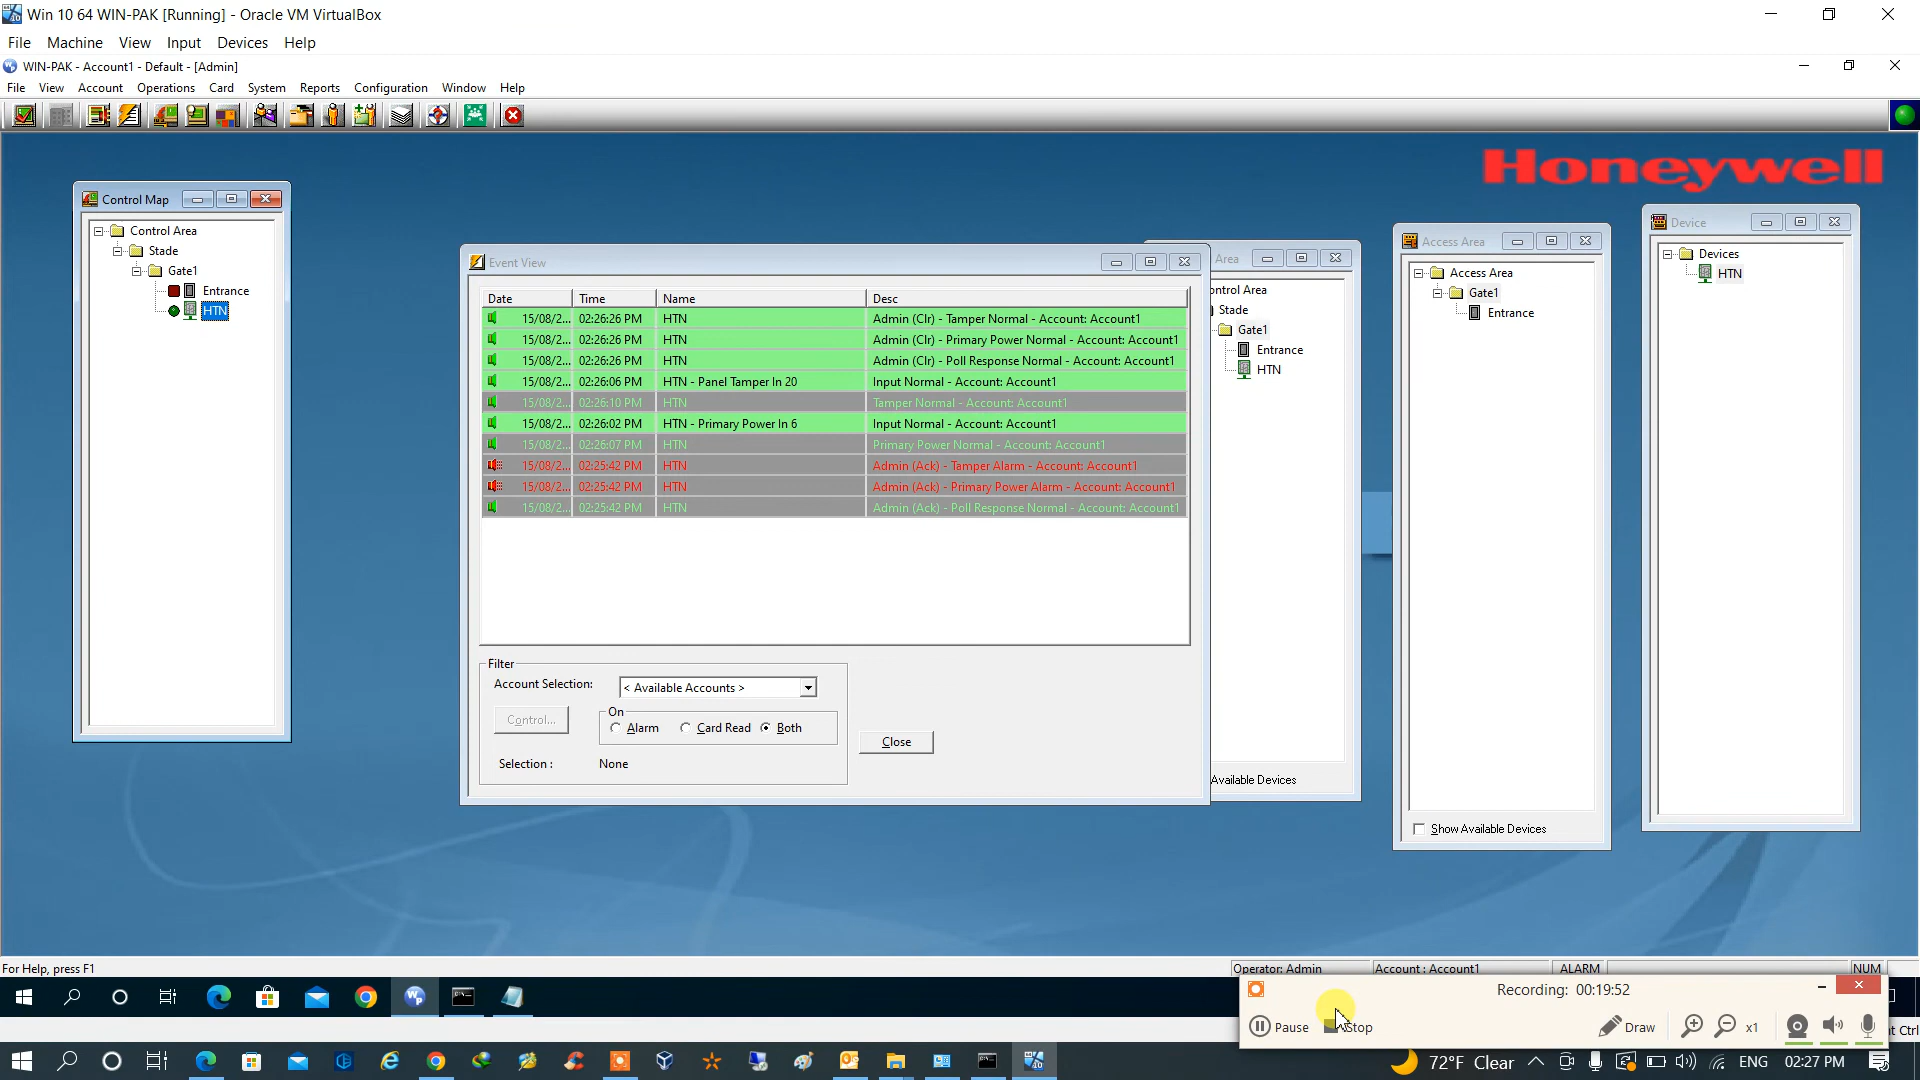 Win 10 64 WIN-PAK [Running] - Oracle VM VirtualBox
File Machine View Input Devices Help
WIN-PAK - Account1 - Default - [Admin]
File View Account Operations Card System Reports Configuration Window Help
Honeywell
Control Map
Control Area
Stade
Gate1
Entrance
HTN
Event View
Date Time Name Desc
15/08/2... 02:26:26 PM HTN Admin (Clr) - Tamper Normal - Account: Account1
15/08/2... 02:26:26 PM HTN Admin (Clr) - Primary Power Normal - Account: Account1
15/08/2... 02:26:26 PM HTN Admin (Clr) - Poll Response Normal - Account: Account1
15/08/2... 02:26:06 PM HTN - Panel Tamper In 20 Input Normal - Account: Account1
15/08/2... 02:26:10 PM HTN Tamper Normal - Account: Account1
15/08/2... 02:26:02 PM HTN - Primary Power In 6 Input Normal - Account: Account1
15/08/2... 02:26:07 PM HTN Primary Power Normal - Account: Account1
15/08/2... 02:25:42 PM HTN Admin (Ack) - Tamper Alarm - Account: Account1
15/08/2... 02:25:42 PM HTN Admin (Ack) - Primary Power Alarm - Account: Account1
15/08/2... 02:25:42 PM HTN Admin (Ack) - Poll Response Normal - Account: Account1
Filter
Account Selection: < Available Accounts >
Control...
On
Alarm Card Read Both
Close
Selection : None
Area
ontrol Area
Stade
Gate1
Entrance
HTN
Available Devices
Access Area
Access Area
Gate1
Entrance
Show Available Devices
Device
Devices
HTN
For Help, press F1
Operator: Admin Account : Account1 ALARM NUM
Recording: 00:19:52
Pause Stop Draw x1
nt Ctrl
72°F Clear ENG 02:27 PM